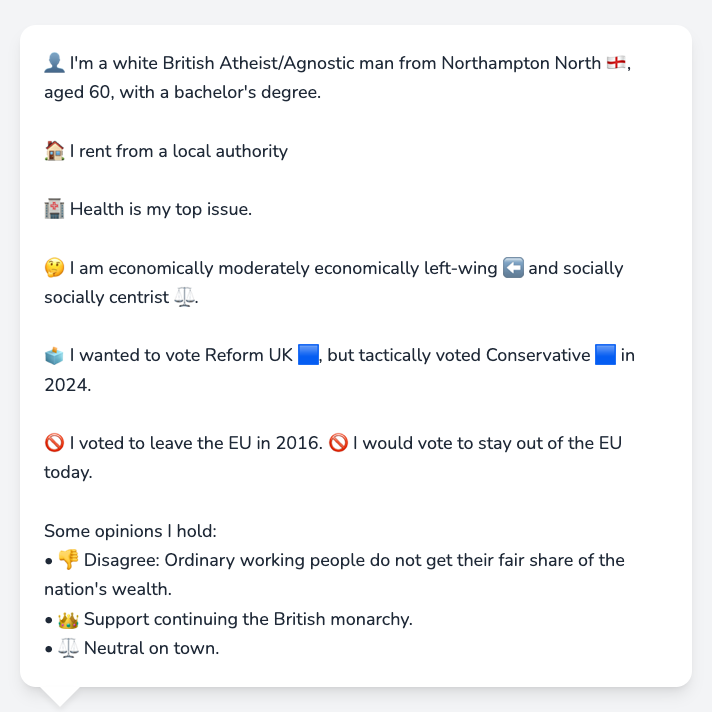 👤 I'm a white British Atheist/Agnostic man from Northampton North 🏴󠁧󠁢󠁥󠁮󠁧󠁿,
aged 60, with a bachelor's degree.
🏠 I rent from a local authority
🏥 Health is my top issue.
🤔 I am economically moderately economically left-wing ⬅️ and socially
socially centrist ⚖️.
🗳️ I wanted to vote Reform UK 🟦, but tactically voted Conservative 🟦 in
2024.
🚫 I voted to leave the EU in 2016. 🚫 I would vote to stay out of the EU
today.
Some opinions I hold:
• 👎 Disagree: Ordinary working people do not get their fair share of the
nation's wealth.
• 👑 Support continuing the British monarchy.
• ⚖️ Neutral on town.